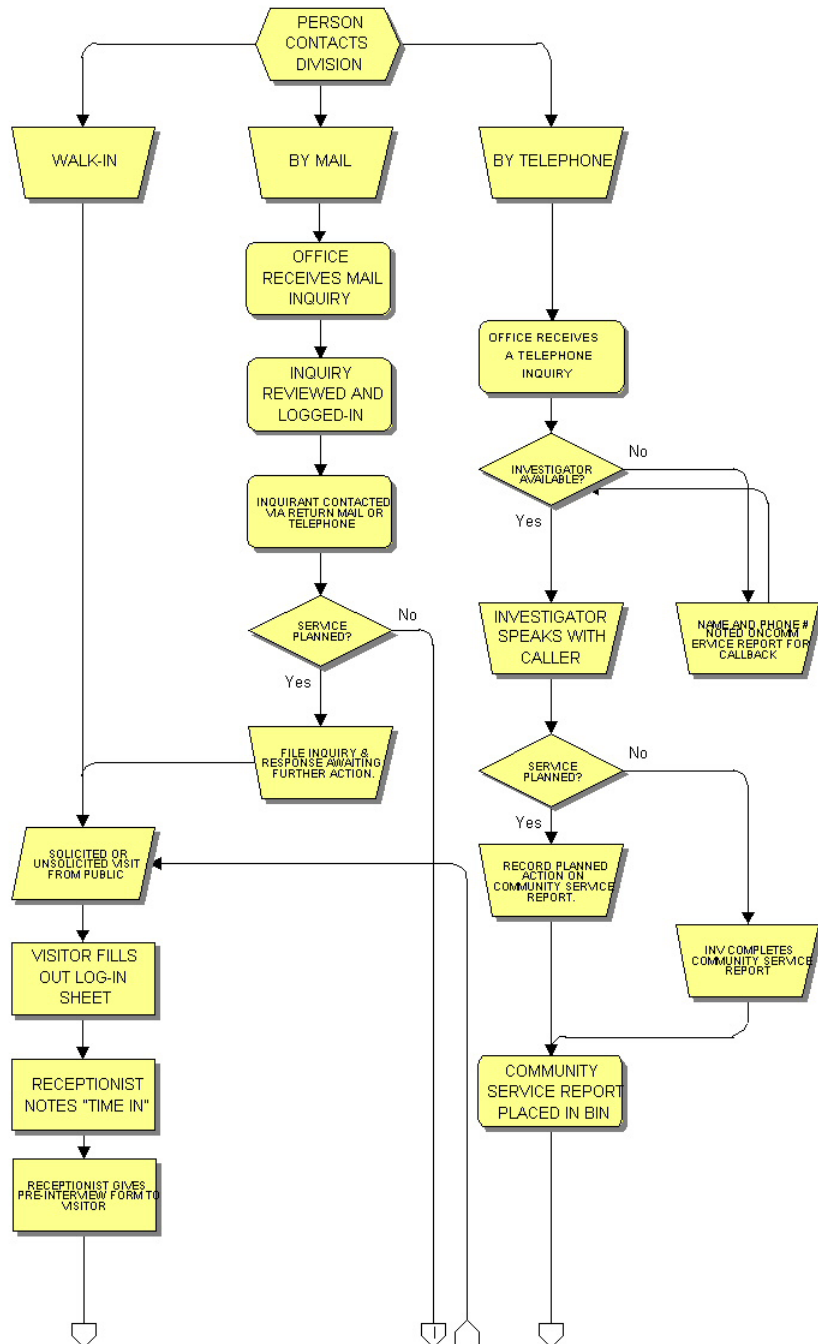 PERSON
CONTACTS
DIVISION
WALK-IN
BY MAIL
BY TELEPHONE
OFFICE
RECEIVES MAIL
INQUIRY
OFFICE RECEIVES
A TELEPHONE
INQUIRY
INQUIRY
REVIEWED AND
LOGGED-IN
INVESTIGATOR
AVAILABLE?
No
Yes
INQUIRANT CONTACTED
VIA RETURN MAIL OR
TELEPHONE
SERVICE
PLANNED?
No
Yes
INVESTIGATOR
SPEAKS WITH
CALLER
NAME AND PHONE #
NOTED ONCOMM
ERVICE REPORT FOR
CALLBACK
FILE INQUIRY &
RESPONSE AWAITING
FURTHER ACTION.
SERVICE
PLANNED?
No
Yes
SOLICITED OR
UNSOLICITED VISIT
FROM PUBLIC
RECORD PLANNED
ACTION ON
COMMUNITY SERVICE
REPORT.
VISITOR FILLS
OUT LOG-IN
SHEET
INV COMPLETES
COMMUNITY SERVICE
REPORT
RECEPTIONIST
NOTES "TIME IN"
COMMUNITY
SERVICE REPORT
PLACED IN BIN
RECEPTIONIST GIVES
PRE-INTERVIEW FORM TO
VISITOR